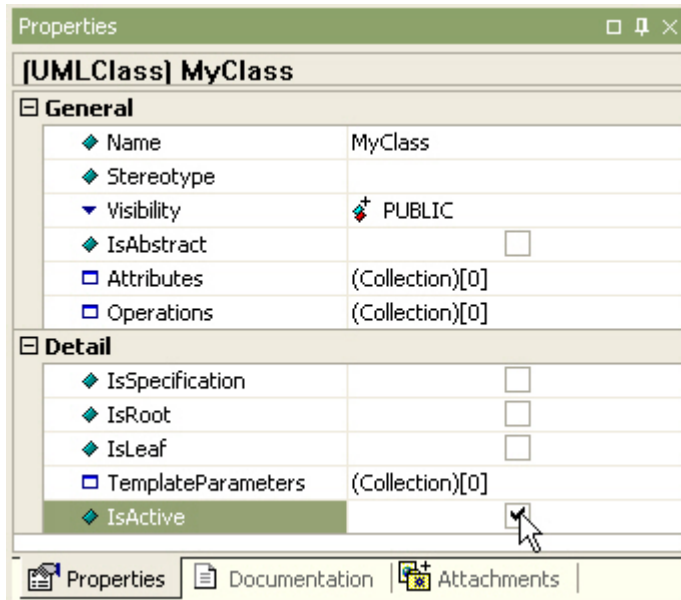 Properties
(UMLClass) MyClass
General
Name MyClass
Stereotype
Visibility PUBLIC
IsAbstract
Attributes (Collection)[0]
Operations (Collection)[0]
Detail
IsSpecification
IsRoot
IsLeaf
TemplateParameters (Collection)[0]
IsActive
Properties Documentation Attachments